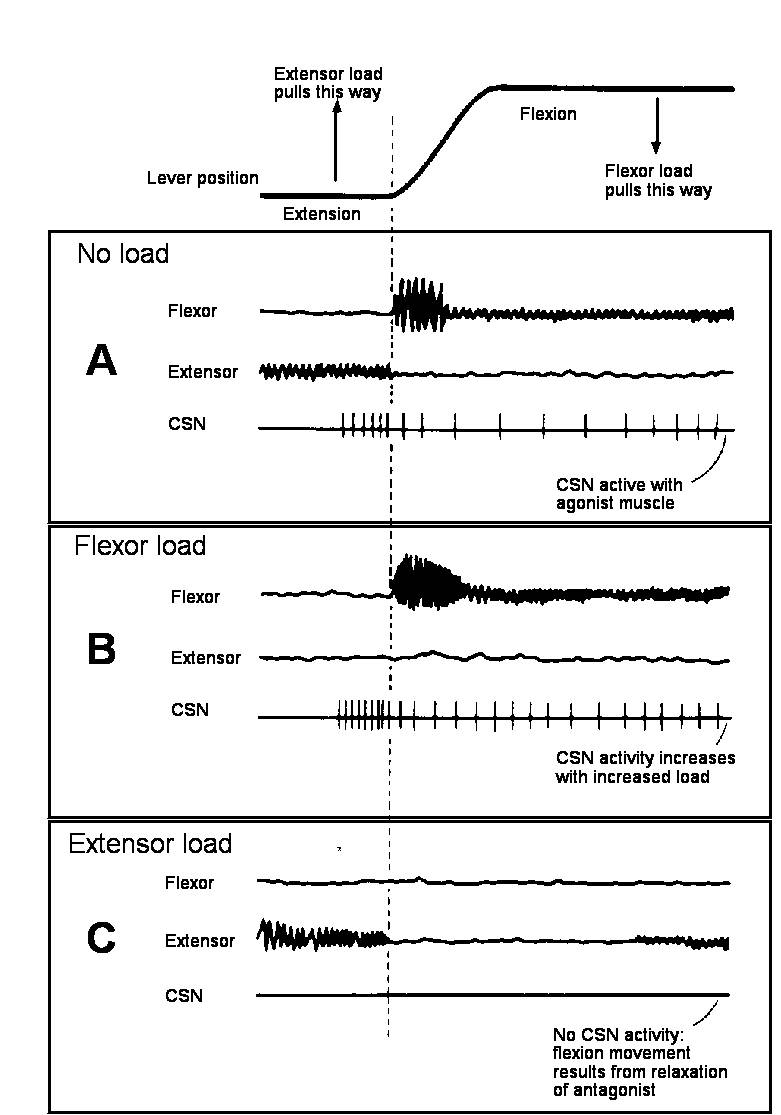 Extensor load
pulls this way
Flexion
Lever position
Flexor load
pulls this way
Extension
No load
Flexor
A
Extensor
CSN
CSN active with
agonist muscle
Flexor load
Flexor
B
Extensor
CSN
CSN activity increases
with increased load
Extensor load
Flexor
C
Extensor
CSN
No CSN activity:
flexion movement
results from relaxation
of antagonist